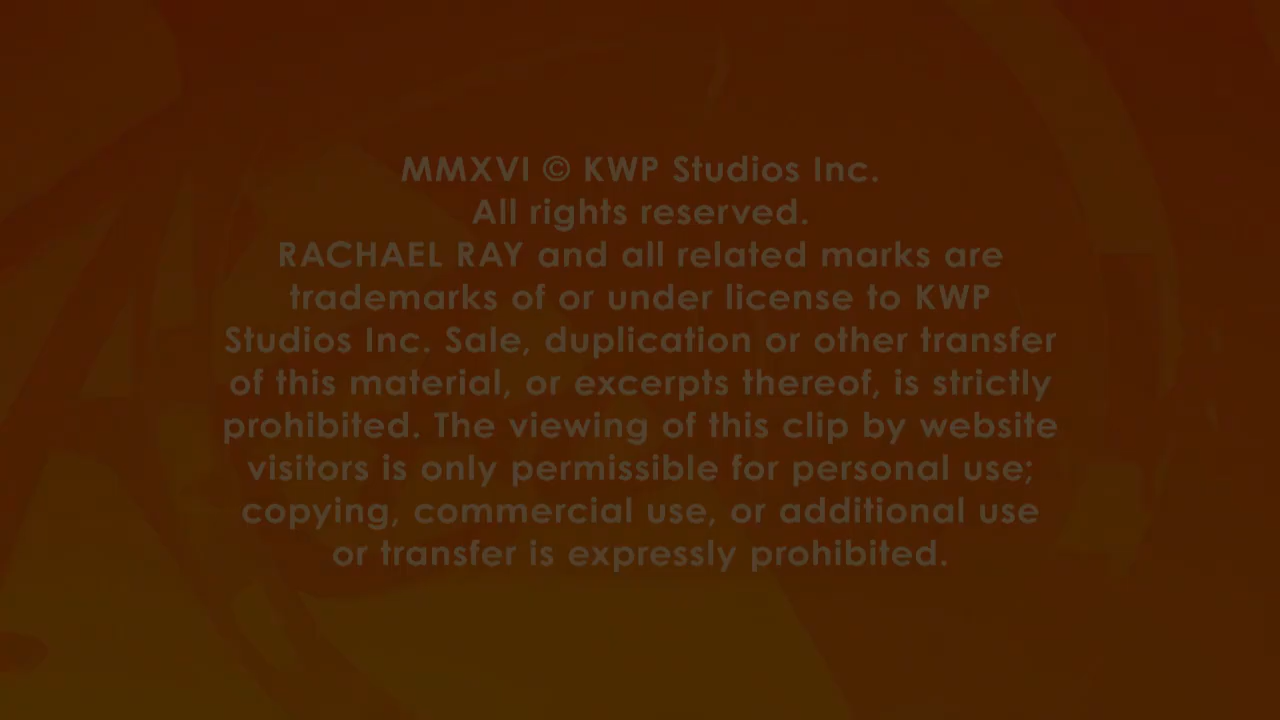 MMXVI © KWP Studios Inc.
All rights reserved.
RACHAEL RAY and all related marks are
trademarks of or under license to KWP
Studios Inc. Sale, duplication or other transfer
of this material, or excerpts thereof, is strictly
prohibited. The viewing of this clip by website
visitors is only permissible for personal use;
copying, commercial use, or additional use
or transfer is expressly prohibited.